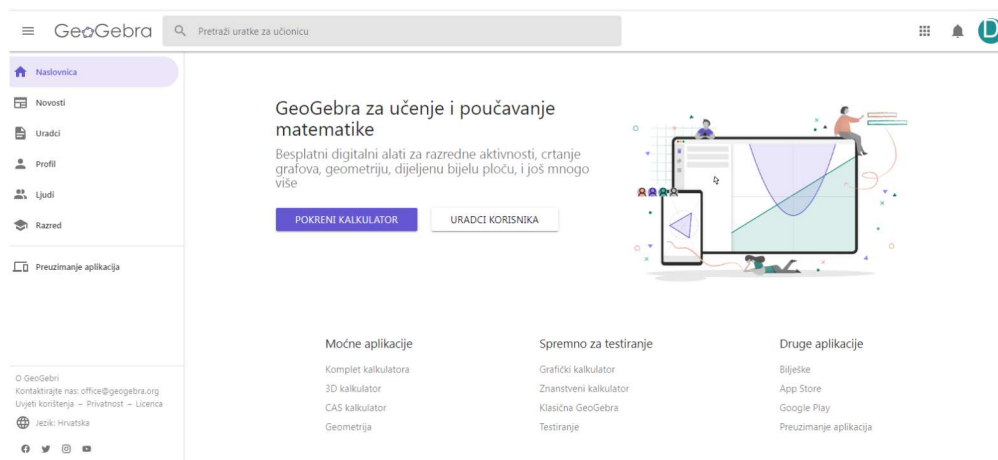 GeoGebra
Pretraži uratke za učionicu
D
Naslovnica
Novosti
Uradci
Profil
Ljudi
Razred
Preuzimanje aplikacija
O GeoGebri
Kontaktirajte nas: office@geogebra.org
Uvjeti korištenja – Privatnost – Licenca
Jezik: Hrvatska
GeoGebra za učenje i poučavanje
matematike
Besplatni digitalni alati za razredne aktivnosti, crtanje
grafova, geometriju, dijeljenu bijelu ploču, i još mnogo
više
POKRENI KALKULATOR
URADCI KORISNIKA
Moćne aplikacije
Komplet kalkulatora
3D kalkulator
CAS kalkulator
Geometrija
Spremno za testiranje
Grafički kalkulator
Znanstveni kalkulator
Klasična GeoGebra
Testiranje
Druge aplikacije
Bilješke
App Store
Google Play
Preuzimanje aplikacija